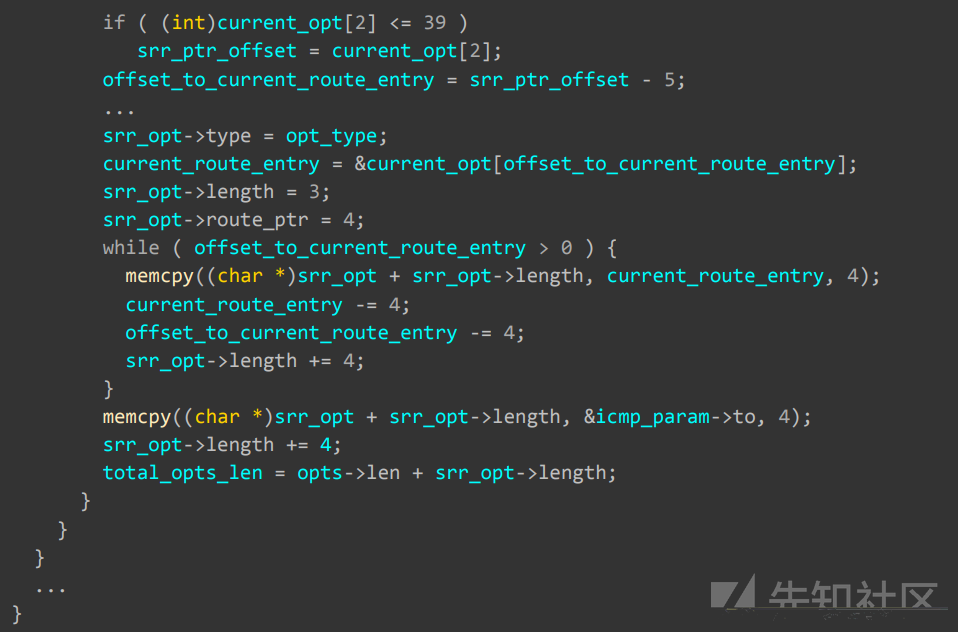 if ( (int)current_opt[2] <= 39 )
srr_ptr_offset = current_opt[2];
offset_to_current_route_entry = srr_ptr_offset - 5;
...
srr_opt->type = opt_type;
current_route_entry = &current_opt[offset_to_current_route_entry];
srr_opt->length = 3;
srr_opt->route_ptr = 4;
while ( offset_to_current_route_entry > 0 ) {
memcpy((char *)srr_opt + srr_opt->length, current_route_entry, 4);
current_route_entry -= 4;
offset_to_current_route_entry -= 4;
srr_opt->length += 4;
}
memcpy((char *)srr_opt + srr_opt->length, &icmp_param->to, 4);
srr_opt->length += 4;
total_opts_len = opts->len + srr_opt->length;
}
}
}
...
}
先知社区